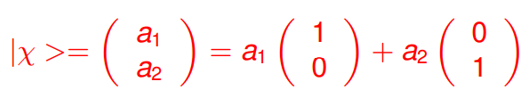 |χ >= ( a₁ a₂ ) = a₁ ( 1 0 ) + a₂ ( 0 1 )